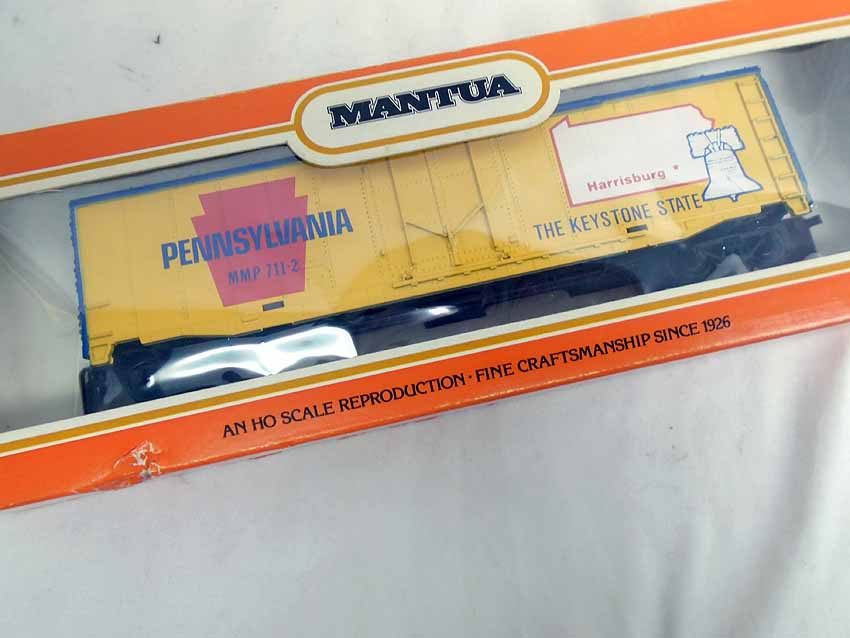 MANTUA
PENNSYLVANIA
MMP 711-2
Harrisburg *
THE KEYSTONE STATE
AN HO SCALE REPRODUCTION · FINE CRAFTSMANSHIP SINCE 1926